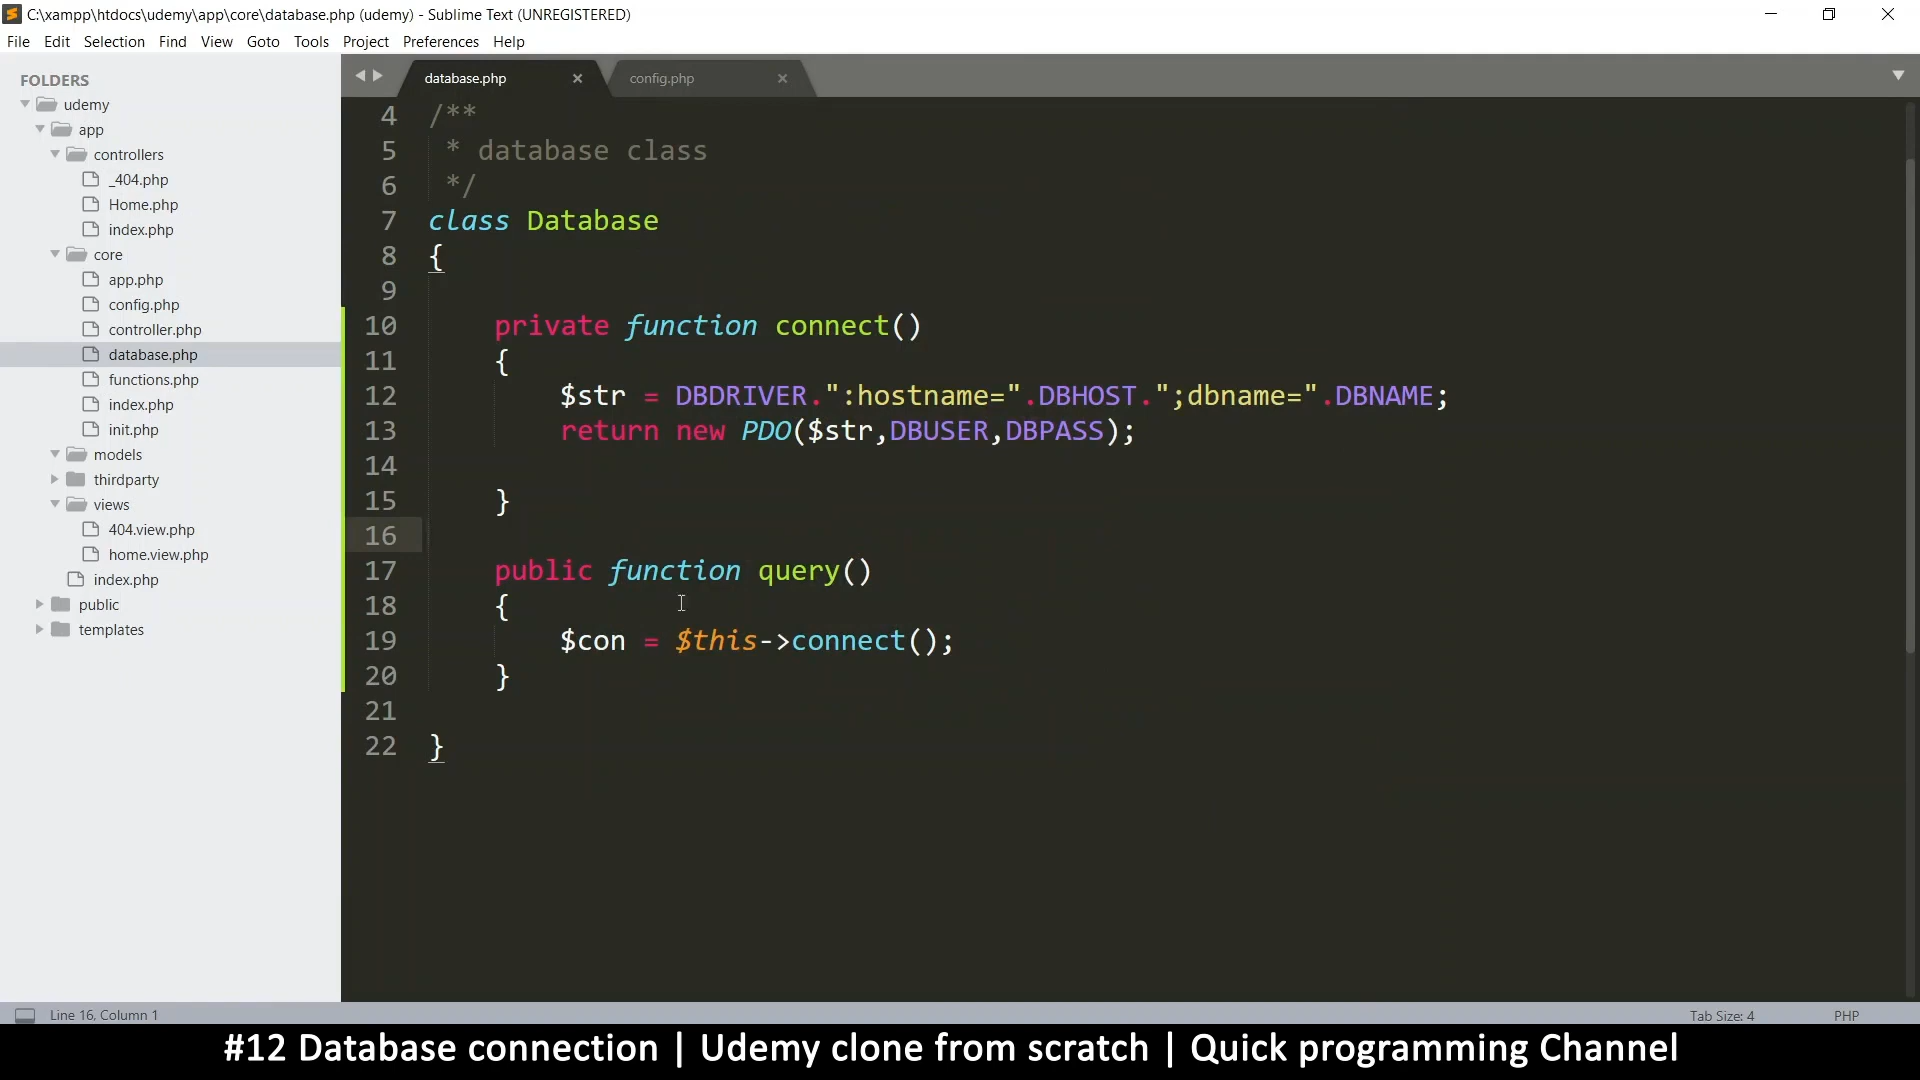 C:\xampp\htdocs\udemy\app\core\database.php (udemy) - Sublime Text (UNREGISTERED)
File Edit Selection Find View Goto Tools Project Preferences Help
FOLDERS
udemy
app
controllers
_404.php
Home.php
index.php
core
app.php
config.php
controller.php
database.php
functions.php
index.php
init.php
models
thirdparty
views
404.view.php
home.view.php
index.php
public
templates
database.php config.php
4 /**
5 * database class
6 */
7 class Database
8 {
9
10 private function connect()
11 {
12 $str = DBDRIVER.":hostname=".DBHOST.";dbname=".DBNAME;
13 return new PDO($str,DBUSER,DBPASS);
14
15 }
16
17 public function query()
18 {
19 $con = $this->connect();
20 }
21
22 }
Line 16, Column 1 Tab Size: 4 PHP
#12 Database connection | Udemy clone from scratch | Quick programming Channel